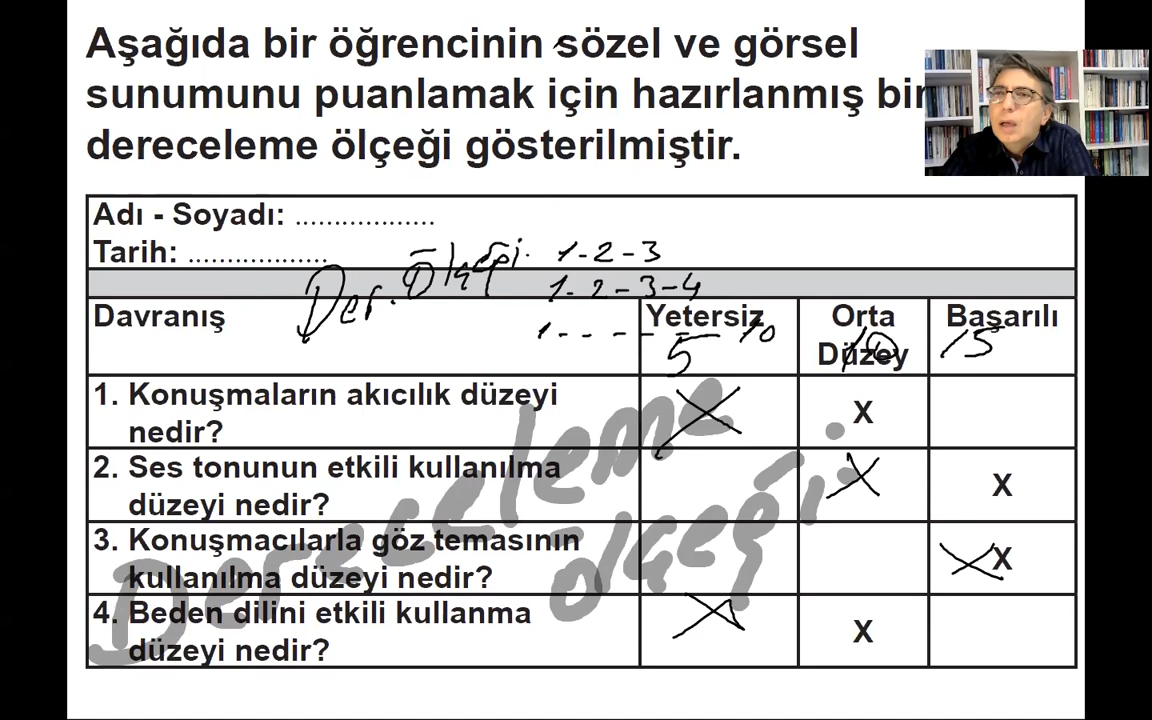 Aşağıda bir öğrencinin sözel ve görsel
sunumunu puanlamak için hazırlanmış bir
dereceleme ölçeği gösterilmiştir.
Adı - Soyadı: ..................
Tarih: ..................
Der. Ölçeği. 1-2-3
1-2-3-4
1- - - - 10
Davranış Yetersiz Orta Düzey Başarılı
5 10 15
1. Konuşmaların akıcılık düzeyi
nedir? X
2. Ses tonunun etkili kullanılma
düzeyi nedir? X
3. Konuşmacılarla göz temasının
kullanılma düzeyi nedir? X
4. Beden dilini etkili kullanma
düzeyi nedir? X
Dereceleme
ölçeği